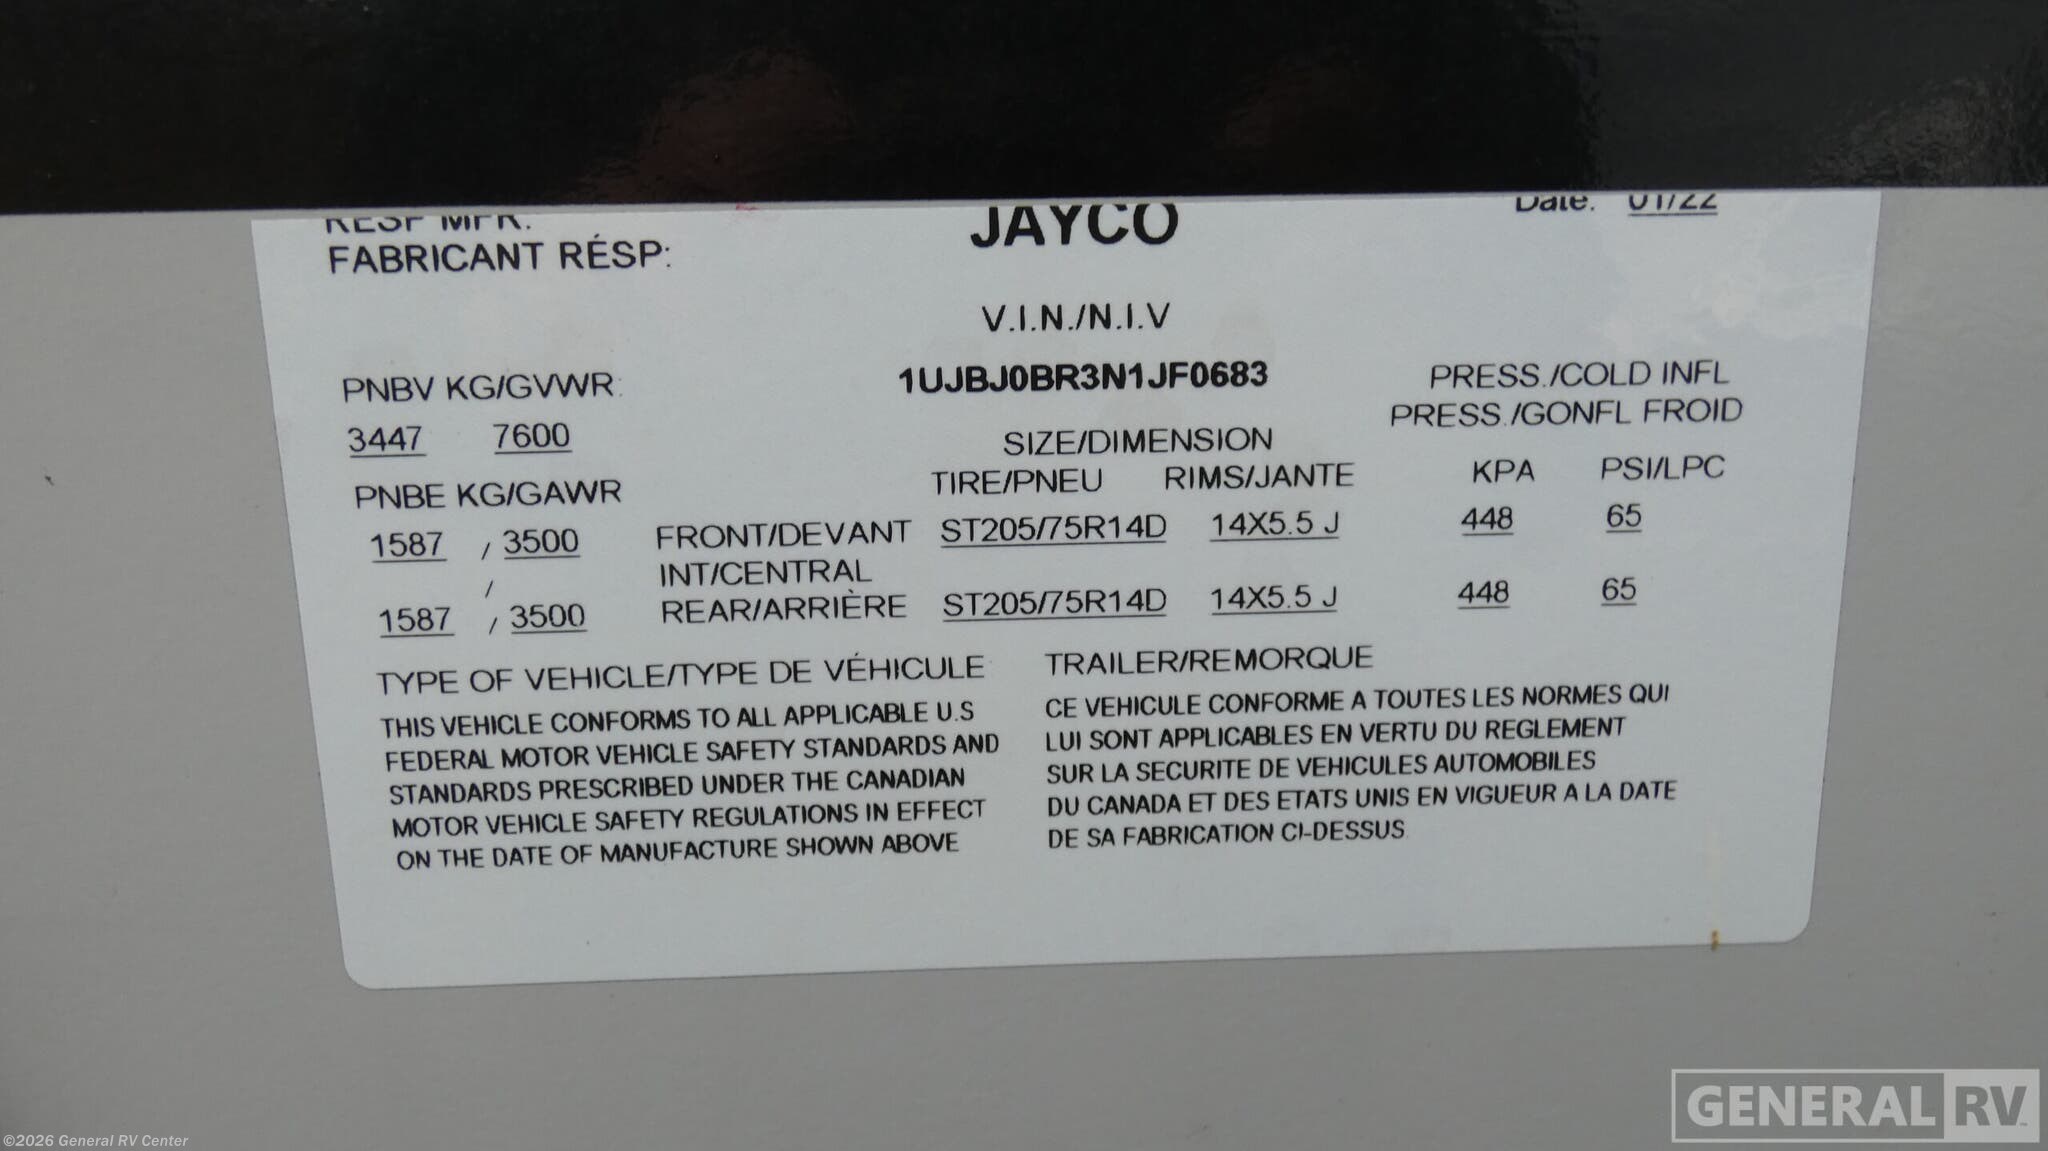 RESP MFR:
FABRICANT RÉSP:
JAYCO
Date: 01/22
V.I.N./N.I.V
1UJBJ0BR3N1JF0683
PNBV KG/GVWR:
3447 7600
PRESS./COLD INFL
PRESS./GONFL FROID
SIZE/DIMENSION
PNBE KG/GAWR
TIRE/PNEU RIMS/JANTE KPA PSI/LPC
1587 / 3500 FRONT/DEVANT ST205/75R14D 14X5.5 J 448 65
/ INT/CENTRAL
1587 / 3500 REAR/ARRIÈRE ST205/75R14D 14X5.5 J 448 65
TYPE OF VEHICLE/TYPE DE VÉHICULE TRAILER/REMORQUE
THIS VEHICLE CONFORMS TO ALL APPLICABLE U.S
FEDERAL MOTOR VEHICLE SAFETY STANDARDS AND
STANDARDS PRESCRIBED UNDER THE CANADIAN
MOTOR VEHICLE SAFETY REGULATIONS IN EFFECT
ON THE DATE OF MANUFACTURE SHOWN ABOVE
CE VEHICULE CONFORME A TOUTES LES NORMES QUI
LUI SONT APPLICABLES EN VERTU DU REGLEMENT
SUR LA SECURITE DE VEHICULES AUTOMOBILES
DU CANADA ET DES ETATS UNIS EN VIGUEUR A LA DATE
DE SA FABRICATION CI-DESSUS
GENERAL RV
©2026 General RV Center